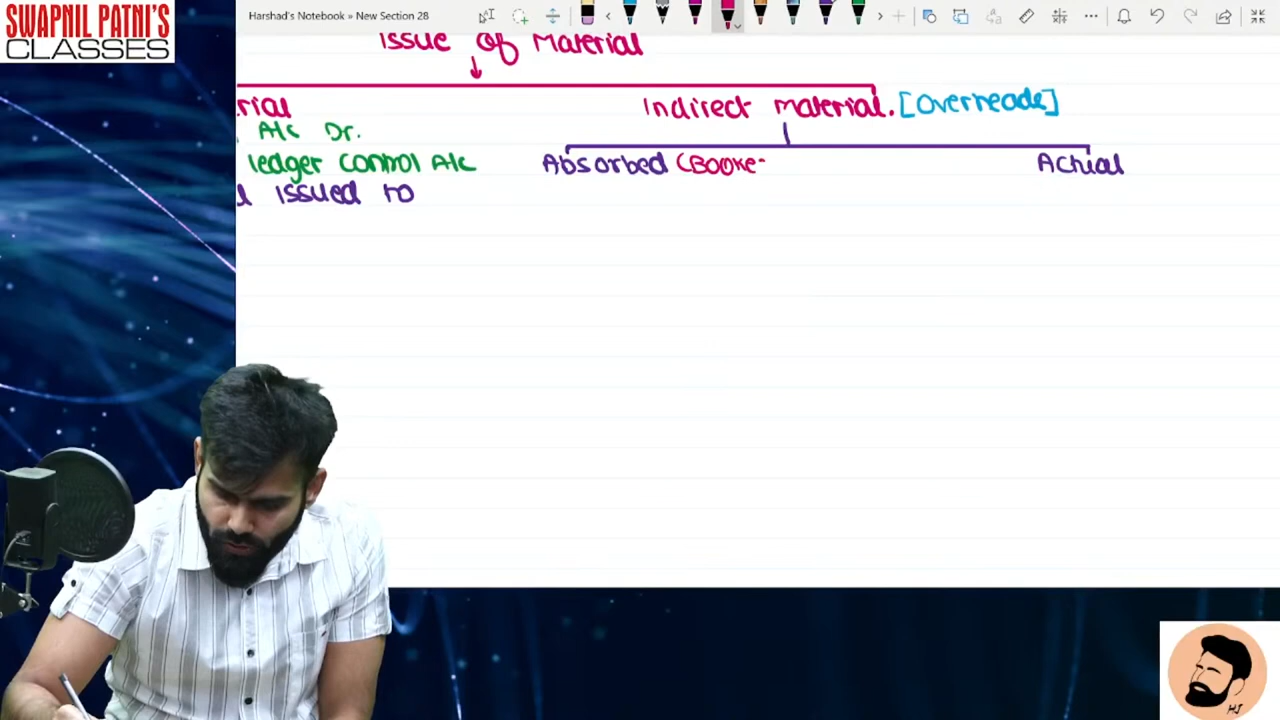 SWAPNIL PATNI'S
CLASSES
Harshad's Notebook » New Section 28
Issue of Material
rial
Indirect material. [Overheads]
A/c Dr.
ledger control A/c
Absorbed (Booke-
Actual
l issued to
HJ